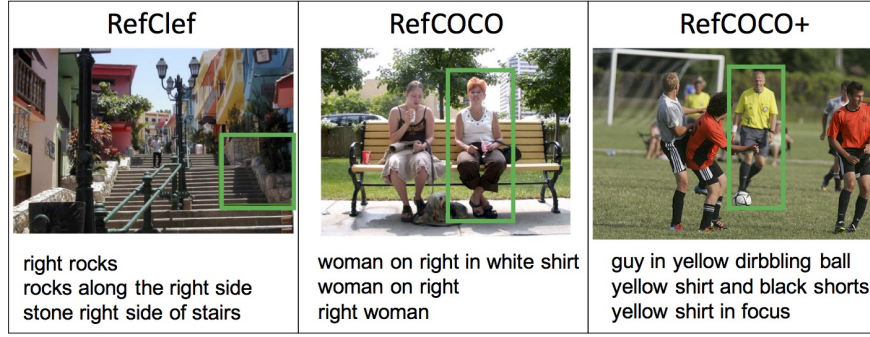 RefClef
RefCOCO
RefCOCO+
right rocks
rocks along the right side
stone right side of stairs
woman on right in white shirt
woman on right
right woman
guy in yellow dirbbling ball
yellow shirt and black shorts
yellow shirt in focus